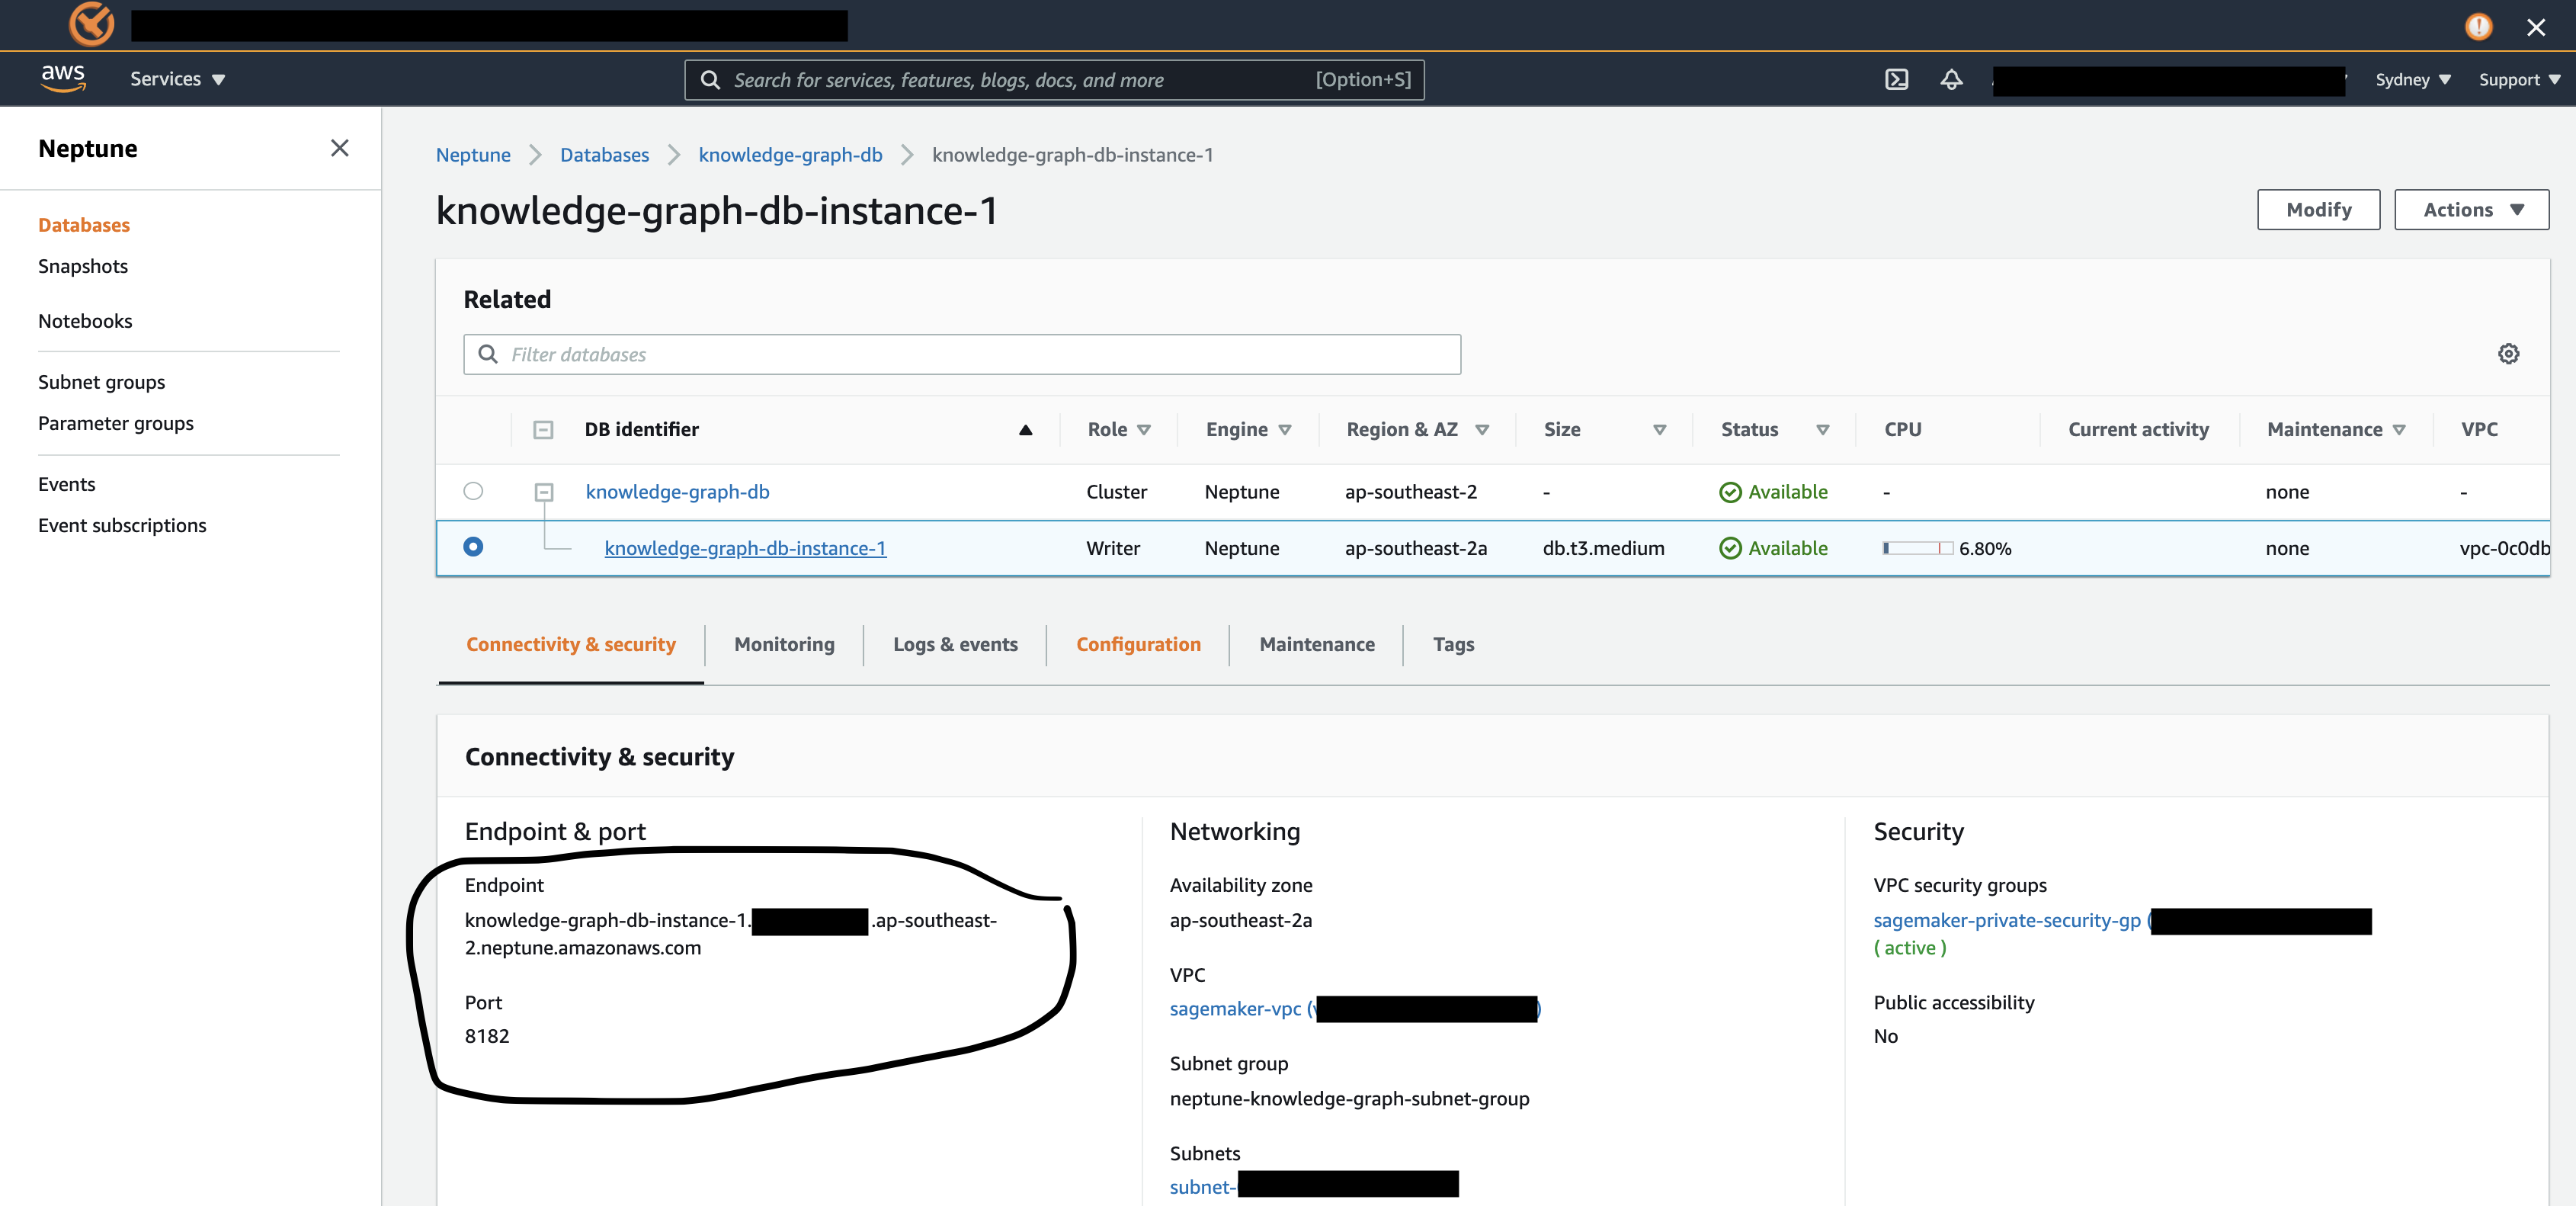 aws
Services
Search for services, features, blogs, docs, and more
[Option+S]
Sydney
Support
Neptune
Databases
Snapshots
Notebooks
Subnet groups
Parameter groups
Events
Event subscriptions
Neptune
Databases
knowledge-graph-db
knowledge-graph-db-instance-1
knowledge-graph-db-instance-1
Modify
Actions
Related
Filter databases
DB identifier Role Engine Region & AZ Size Status CPU Current activity Maintenance VPC
knowledge-graph-db Cluster Neptune ap-southeast-2 - Available - none -
knowledge-graph-db-instance-1 Writer Neptune ap-southeast-2a db.t3.medium Available 6.80% none vpc-0c0db
Connectivity & security
Monitoring
Logs & events
Configuration
Maintenance
Tags
Connectivity & security
Endpoint & port
Endpoint
knowledge-graph-db-instance-1. .ap-southeast-
2.neptune.amazonaws.com
Port
8182
Networking
Availability zone
ap-southeast-2a
VPC
sagemaker-vpc ( )
Subnet group
neptune-knowledge-graph-subnet-group
Subnets
subnet-
Security
VPC security groups
sagemaker-private-security-gp (
( active )
Public accessibility
No